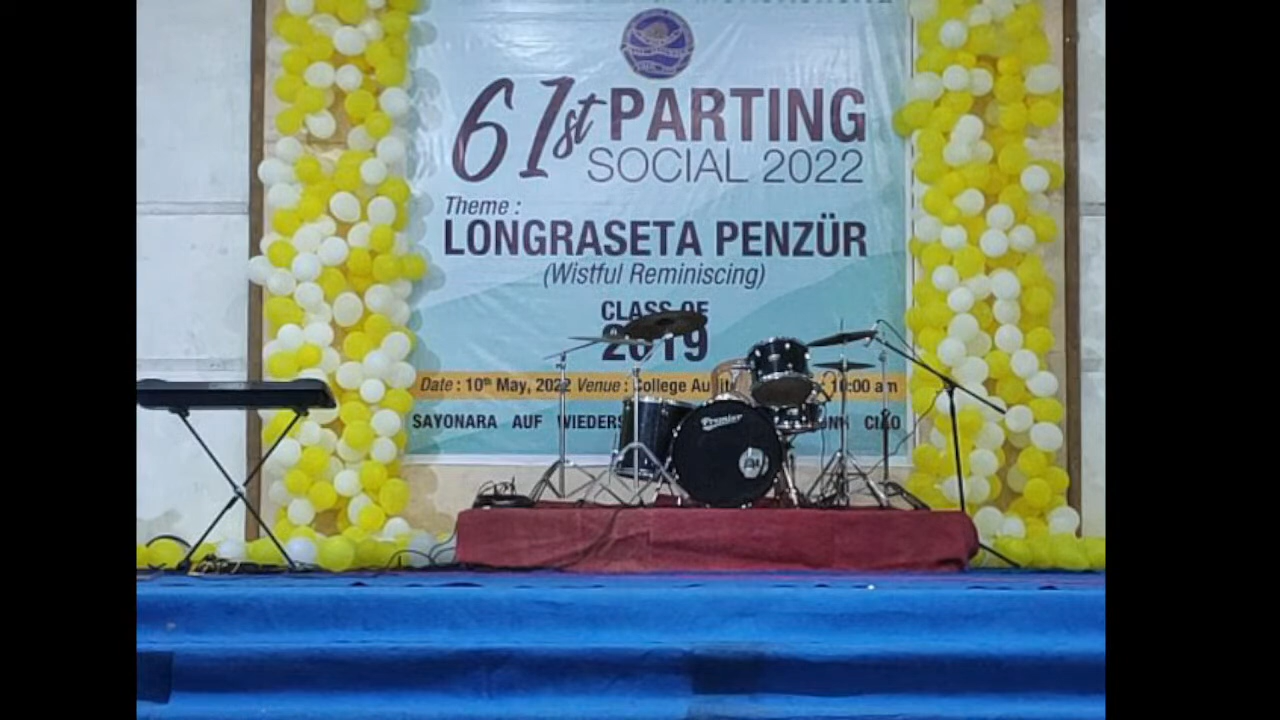 61st PARTING
SOCIAL 2022
Theme :
LONGRASETA PENZÜR
(Wistful Reminiscing)
CLASS OF
2019
Date : 10th May, 2022 Venue : College : 10:00 am
SAYONARA AUF CIAO
Premier